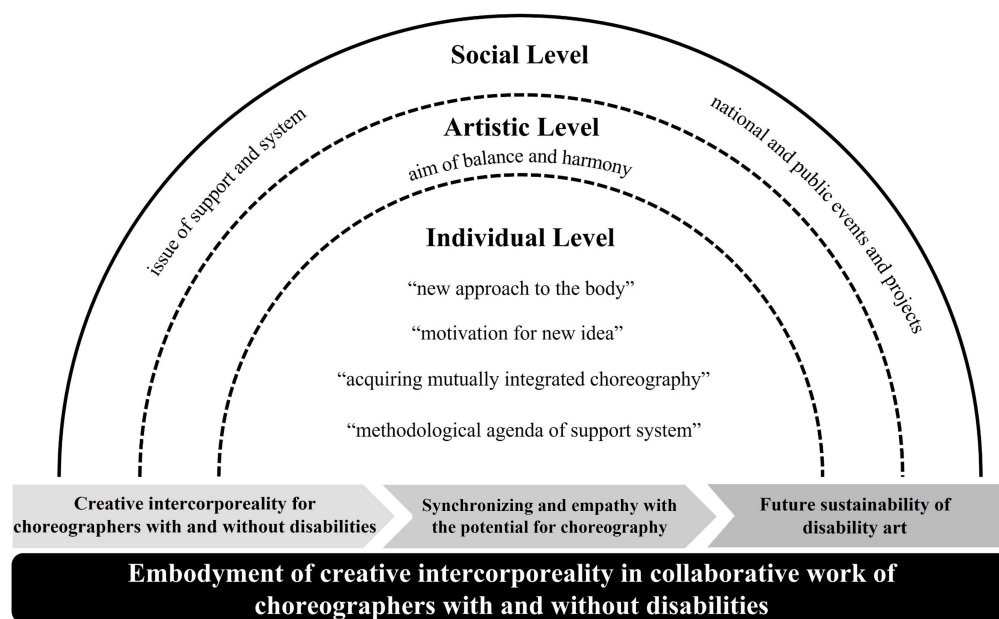 Social Level
issue of support and system
national and public events and projects
Artistic Level
aim of balance and harmony
Individual Level
“new approach to the body”
“motivation for new idea”
“acquiring mutually integrated choreography”
“methodological agenda of support system”
Creative intercorporeality for
choreographers with and without disabilities
Synchronizing and empathy with
the potential for choreography
Future sustainability of
disability art
Embodyment of creative intercorporeality in collaborative work of
choreographers with and without disabilities